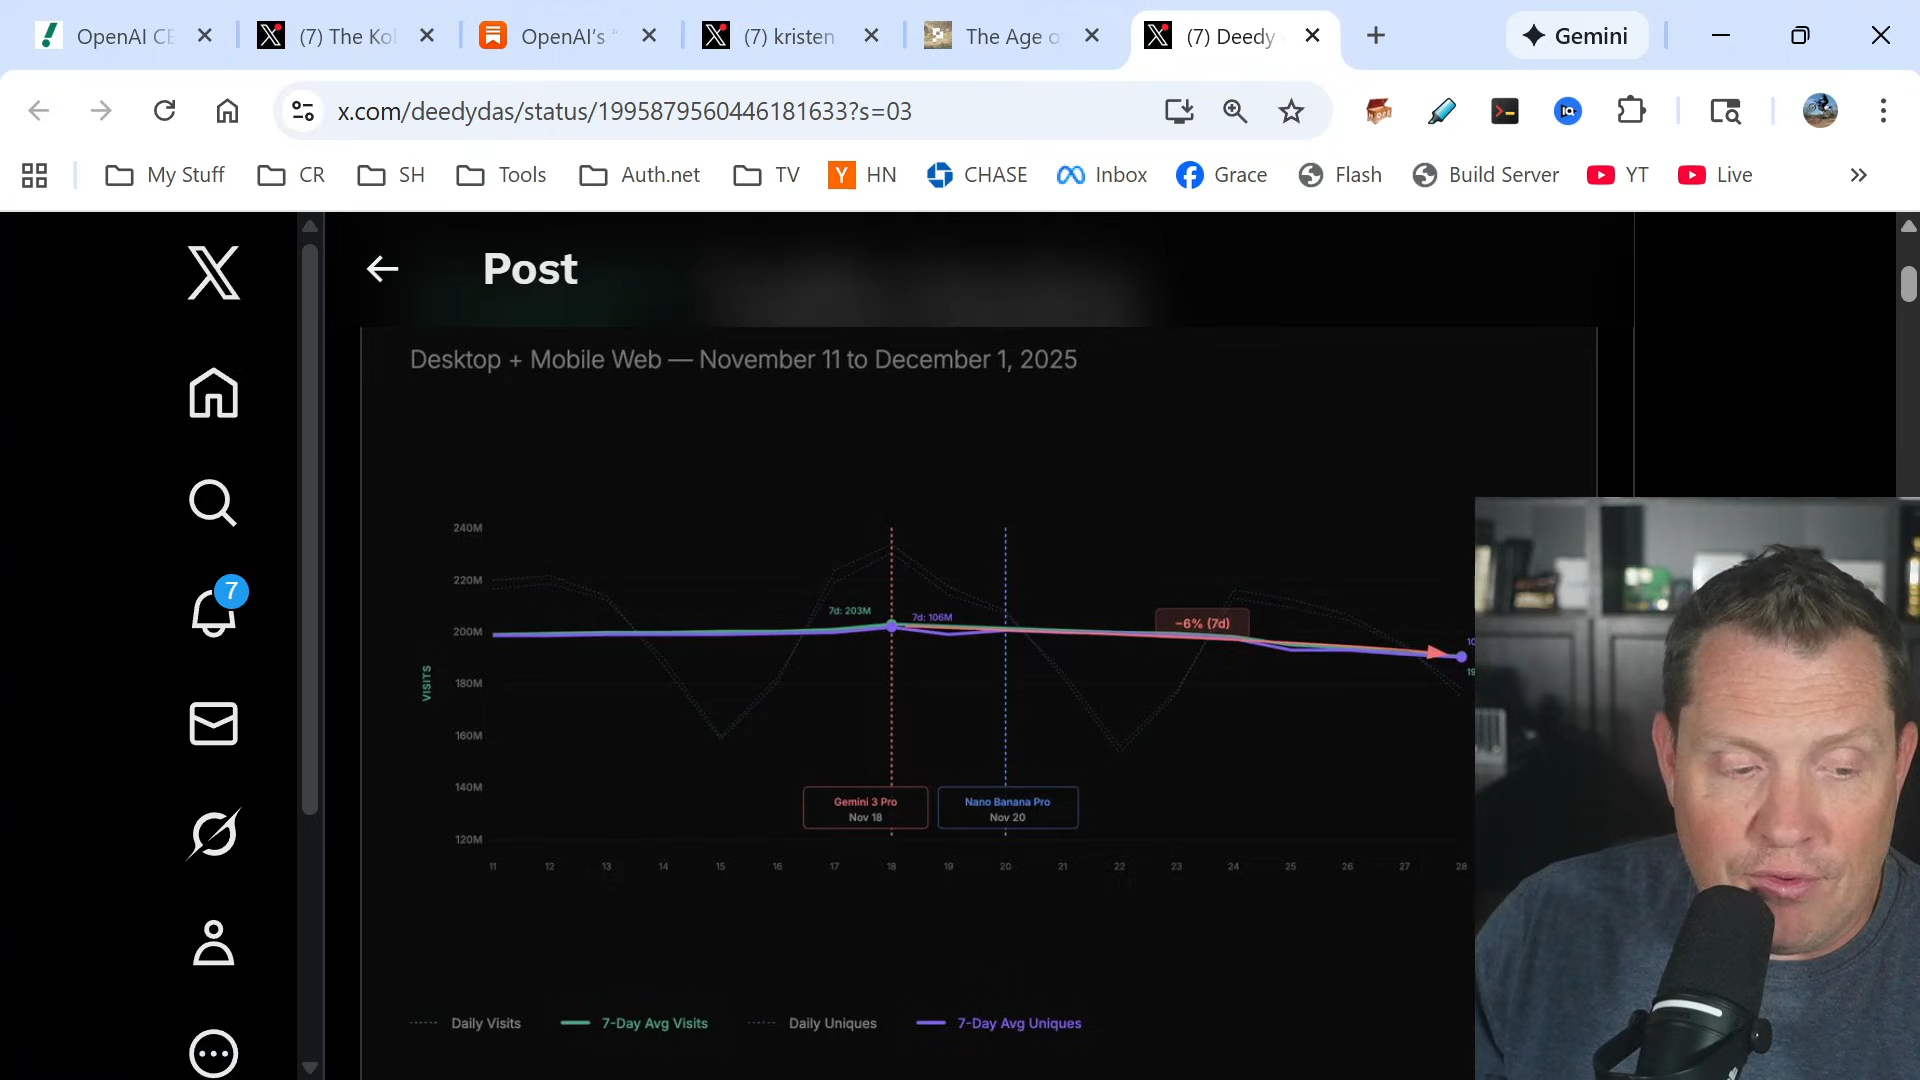 OpenAI CE
(7) The Kol
OpenAI's "
(7) kristen
The Age o
(7) Deedy
Gemini
x.com/deedydas/status/1995879560446181633?s=03
My Stuff
CR
SH
Tools
Auth.net
TV
HN
CHASE
Inbox
Grace
Flash
Build Server
YT
Live
Post
7
Desktop + Mobile Web — November 11 to December 1, 2025
240M
220M
200M
180M
160M
140M
120M
VISITS
7d: 203M
7d: 106M
-6% (7d)
10
19
Gemini 3 Pro
Nov 18
Nano Banana Pro
Nov 20
11 12 13 14 15 16 17 18 19 20 21 22 23 24 25 26 27 28
Daily Visits
7-Day Avg Visits
Daily Uniques
7-Day Avg Uniques